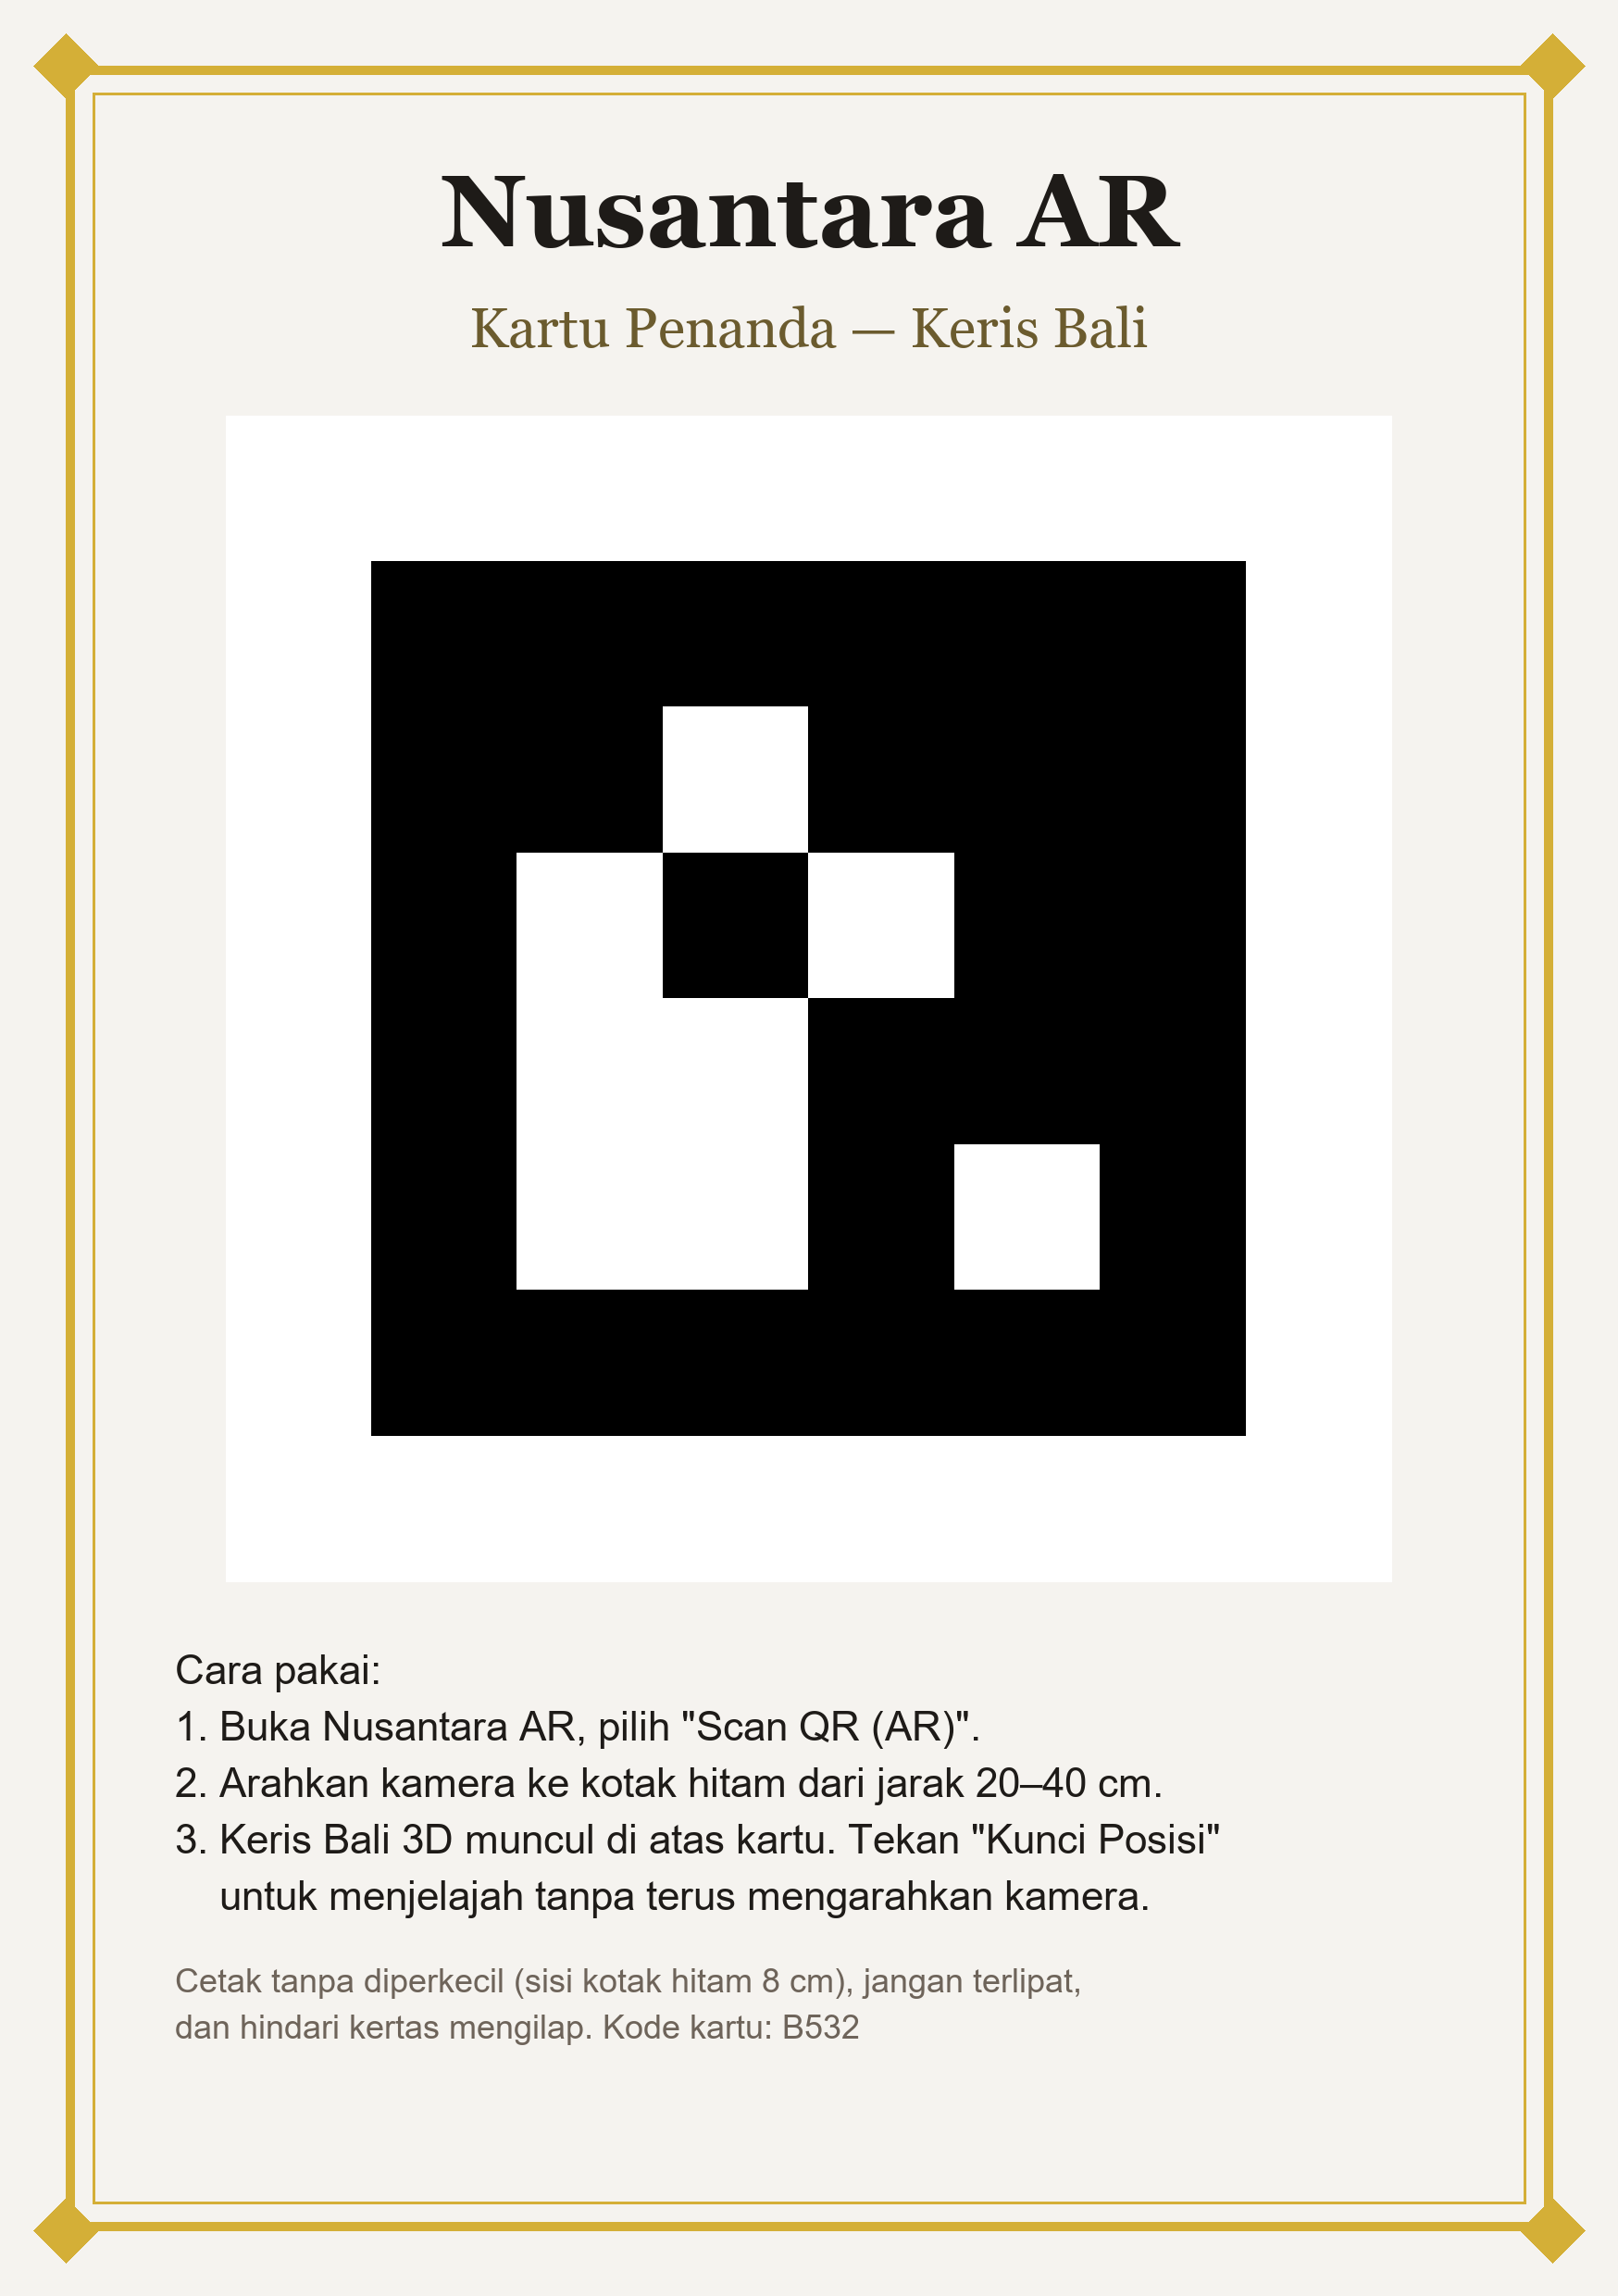 Nusantara AR
Kartu Penanda — Keris Bali
Cara pakai:
1. Buka Nusantara AR, pilih "Scan QR (AR)".
2. Arahkan kamera ke kotak hitam dari jarak 20–40 cm.
3. Keris Bali 3D muncul di atas kartu. Tekan "Kunci Posisi"
untuk menjelajah tanpa terus mengarahkan kamera.
Cetak tanpa diperkecil (sisi kotak hitam 8 cm), jangan terlipat,
dan hindari kertas mengilap. Kode kartu: B532